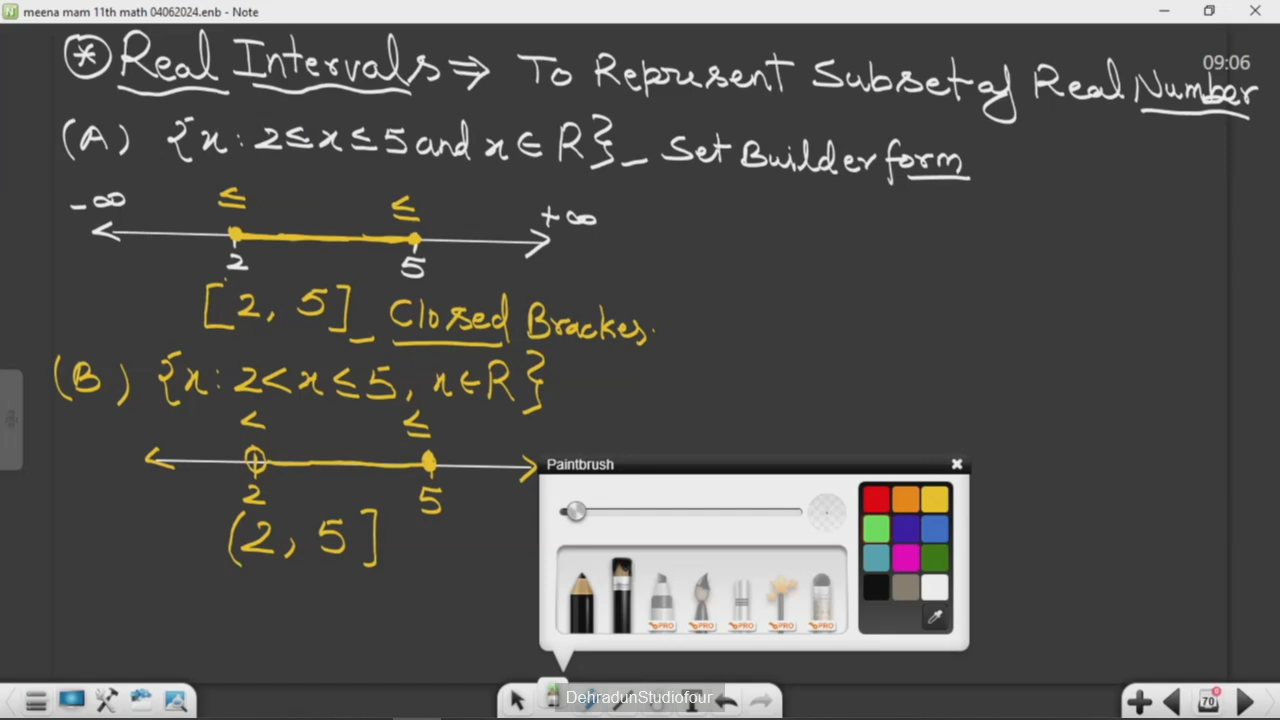 meena mam 11th math 04062024.enb - Note
* Real Intervals ⇒ To Represent Subset of Real Number
09:06
(A) {x : 2 ≤ x ≤ 5 and x ∈ R} _ Set Builder form
≤ ≤
-∞ +∞
2 5
[2, 5] _ Closed Brackes.
(B) {x : 2 < x ≤ 5, x ∈ R}
< ≤
2 5
(2, 5]
Paintbrush
PRO PRO PRO PRO PRO
DehradunStudiofour
70 8